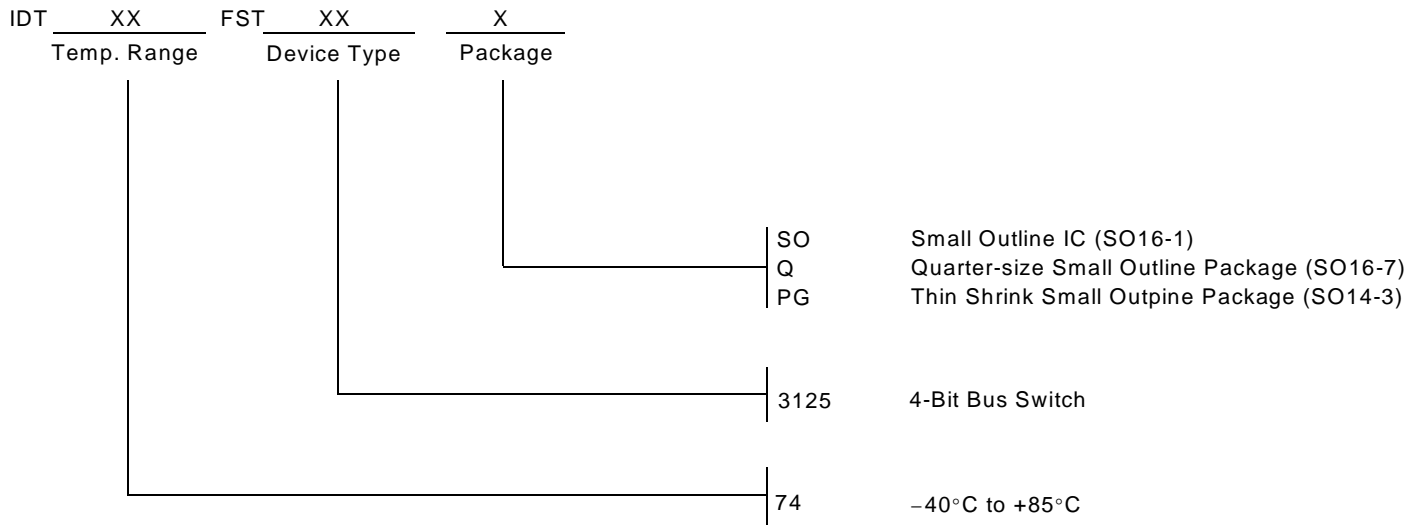 IDT XX FST XX X
Temp. Range Device Type Package
SO Small Outline IC (SO16-1)
Q Quarter-size Small Outline Package (SO16-7)
PG Thin Shrink Small Outpine Package (SO14-3)
3125 4-Bit Bus Switch
74 –40°C to +85°C